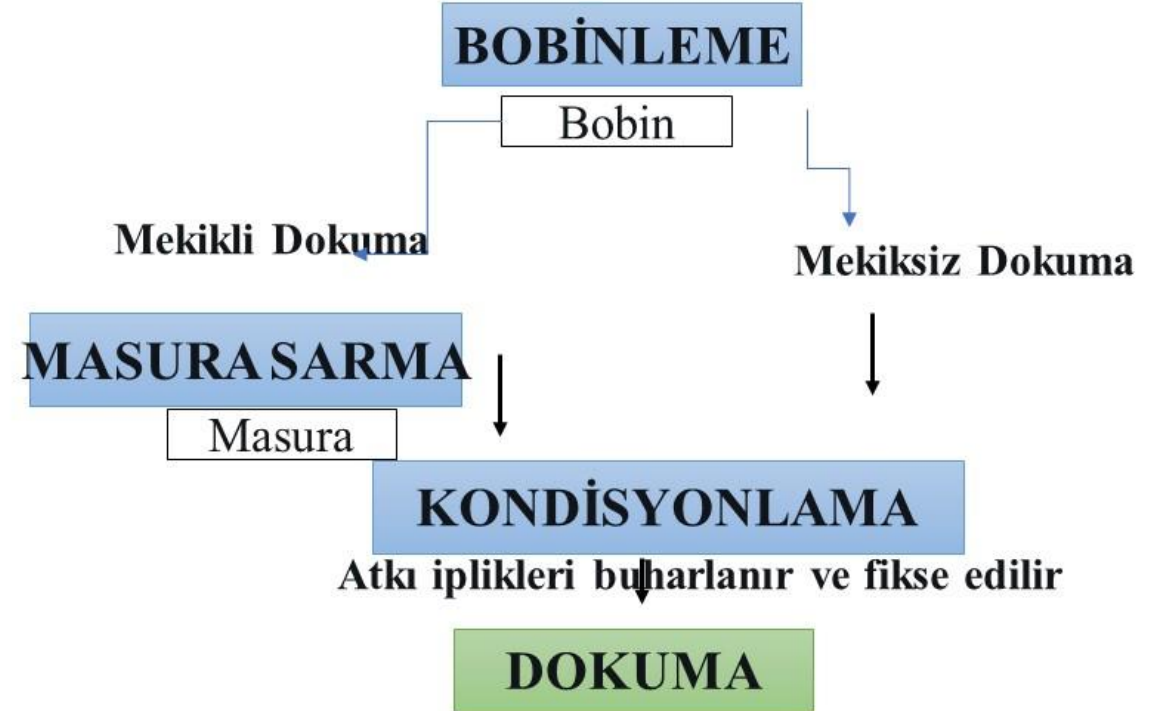 BOBİNLEME
Bobin
Mekikli Dokuma
Mekiksiz Dokuma
MASURA SARMA
Masura
KONDİSYONLAMA
Atkı iplikleri buharlanır ve fikse edilir
DOKUMA